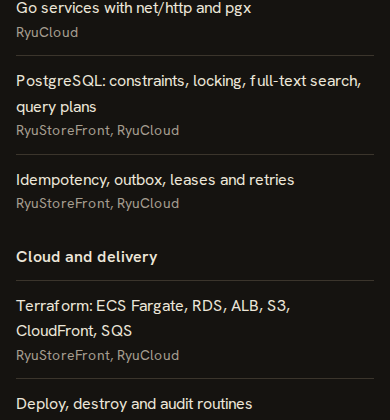 Go services with net/http and pgx
RyuCloud
PostgreSQL: constraints, locking, full-text search,
query plans
RyuStoreFront, RyuCloud
Idempotency, outbox, leases and retries
RyuStoreFront, RyuCloud
Cloud and delivery
Terraform: ECS Fargate, RDS, ALB, S3,
CloudFront, SQS
RyuStoreFront, RyuCloud
Deploy, destroy and audit routines